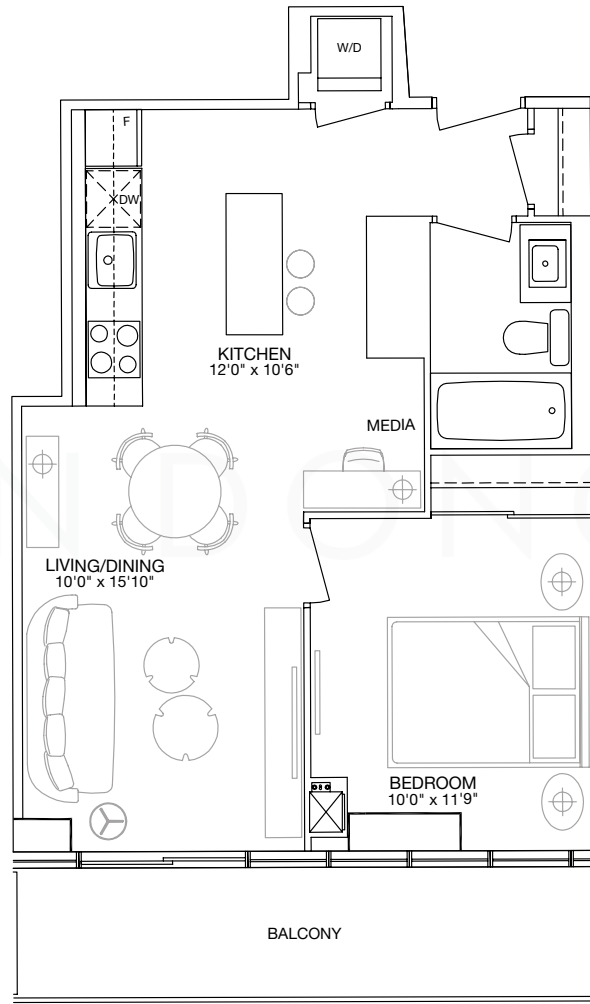 W/D
F
DW
KITCHEN
12'0" x 10'6"
MEDIA
LIVING/DINING
10'0" x 15'10"
BEDROOM
10'0" x 11'9"
BALCONY